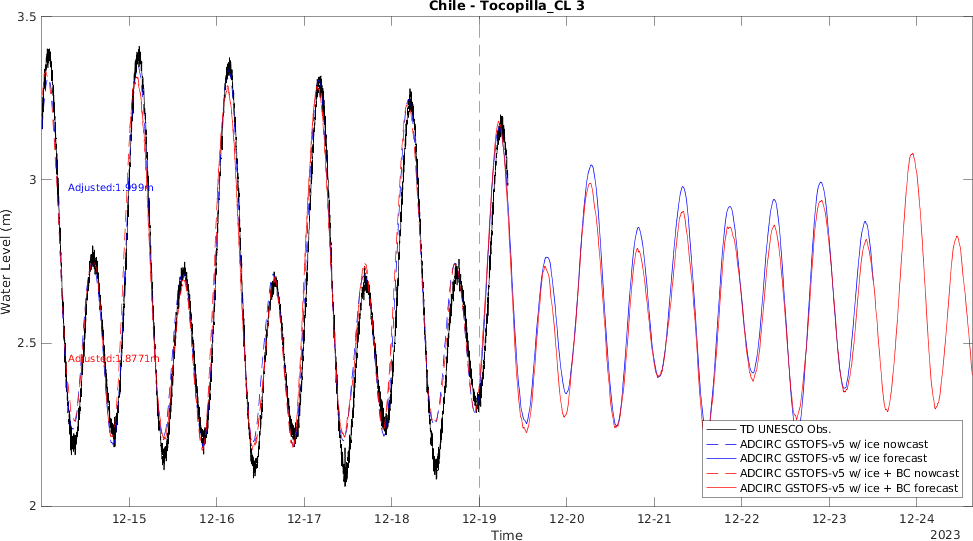 Chile - Tocopilla_CL 3
3.5
3
2.5
2
Water Level (m)
Adjusted:1.999m
Adjusted:1.8771m
TD UNESCO Obs.
ADCIRC GSTOFS-v5 w/ ice nowcast
ADCIRC GSTOFS-v5 w/ ice forecast
ADCIRC GSTOFS-v5 w/ ice + BC nowcast
ADCIRC GSTOFS-v5 w/ ice + BC forecast
12-15 12-16 12-17 12-18 12-19 12-20 12-21 12-22 12-23 12-24
Time
2023